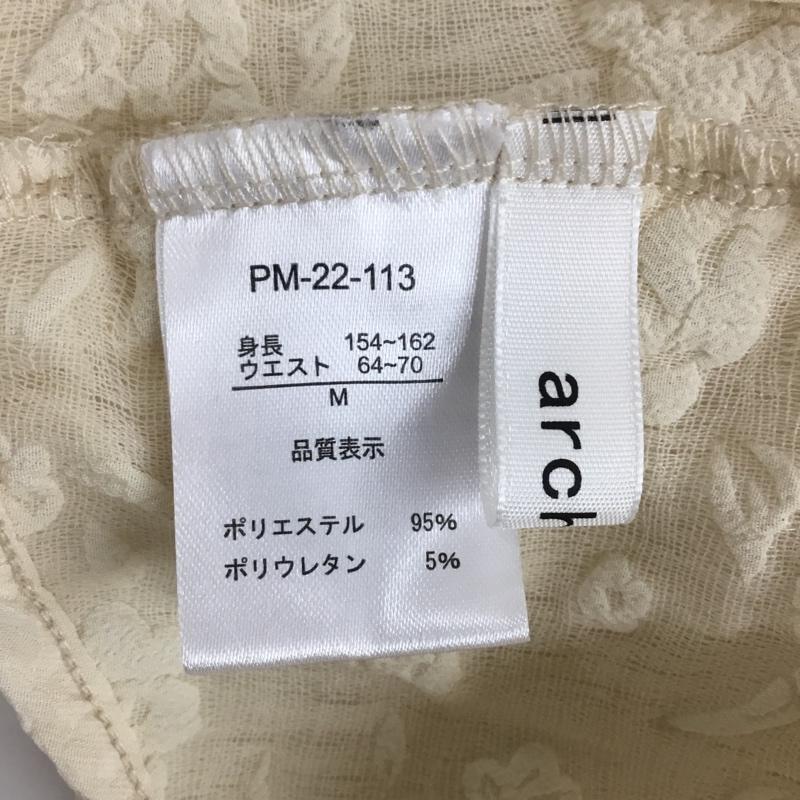 PM-22-113
身長 154~162
ウエスト 64~70
M
品質表示
ポリエステル 95%
ポリウレタン 5%
arch